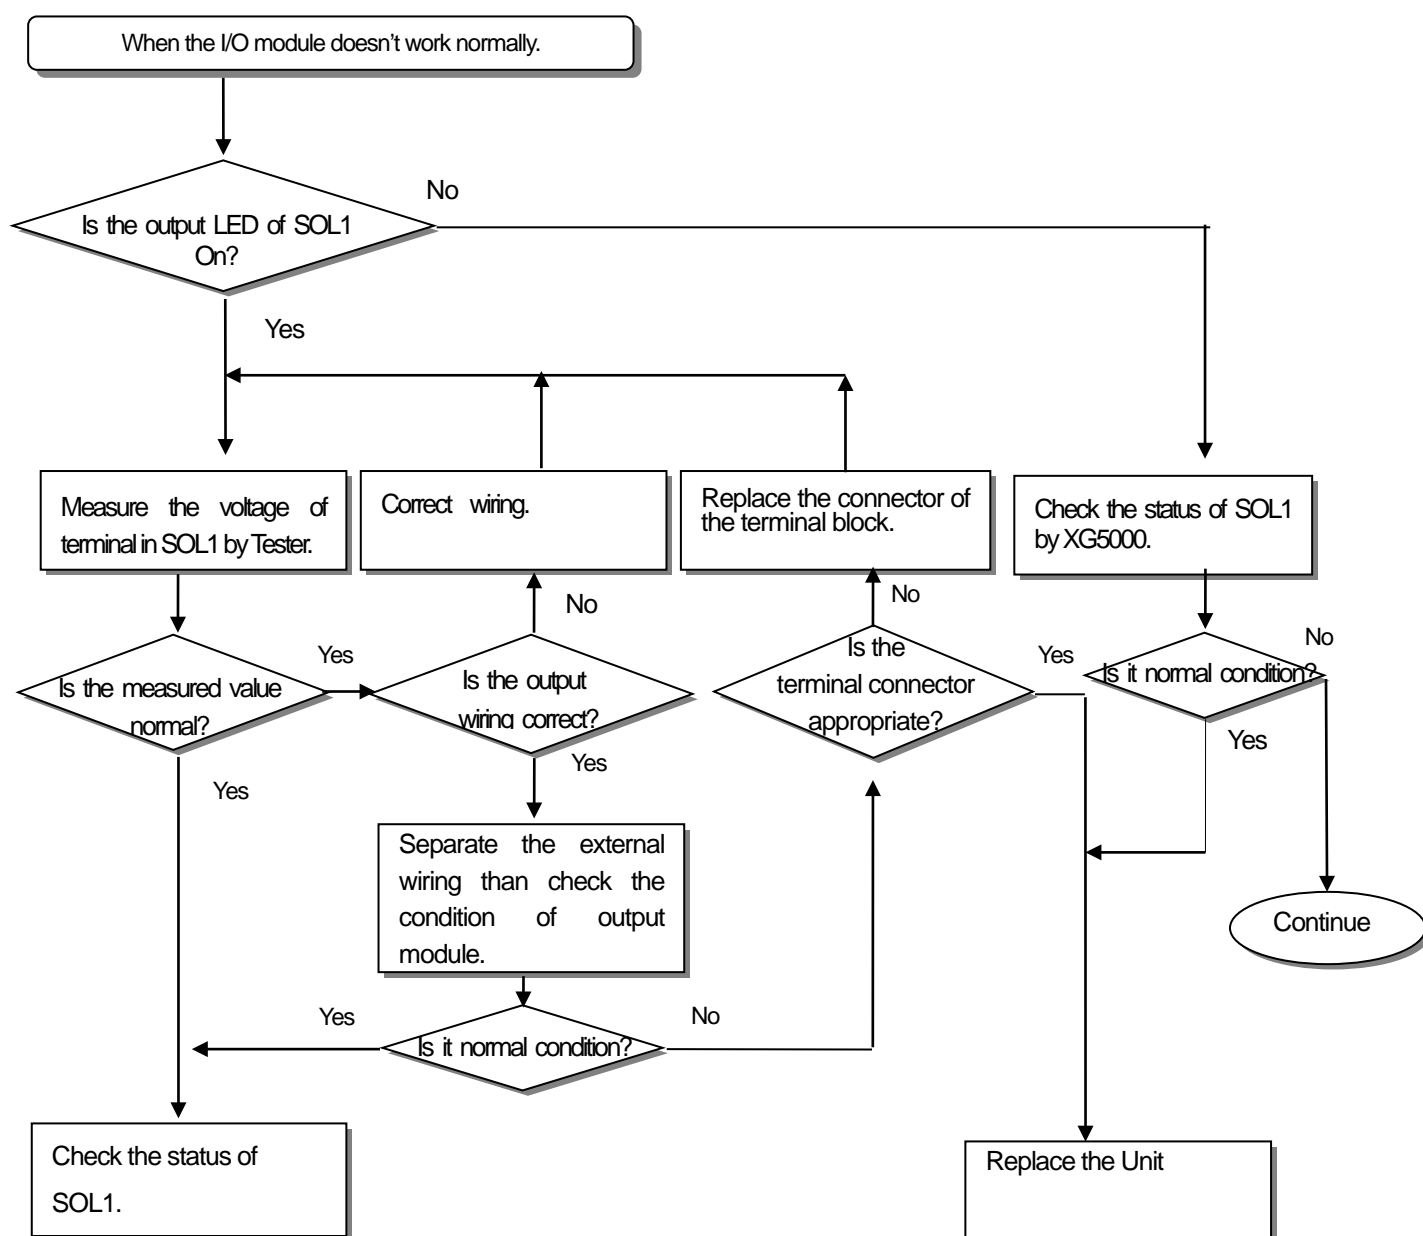 When the I/O module doesn't work normally.
No
Is the output LED of SOL1
On?
Yes
Measure the voltage of
terminal in SOL1 by Tester.
Correct wiring.
Replace the connector of
the terminal block.
Check the status of SOL1
by XG5000.
No
No
No
Yes
Is the measured value
normal?
Is the output
wiring correct?
Is the
terminal connector
appropriate?
Yes
Is it normal condition?
Yes
Yes
Yes
Separate the external
wiring than check the
condition of output
module.
Continue
Yes
Is it normal condition?
No
Check the status of
SOL1.
Replace the Unit